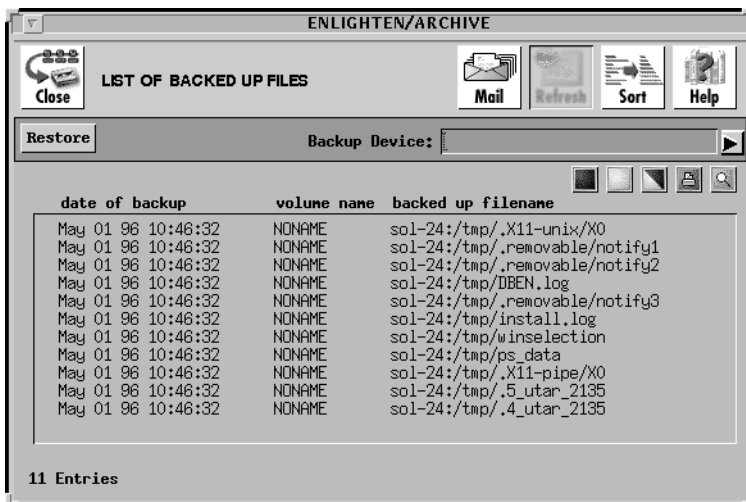 ENLIGHTEN/ARCHIVE
Close
LIST OF BACKED UP FILES
Mail
Refresh
Sort
Help
Restore
Backup Device:
date of backup volume name backed up filename
May 01 96 10:46:32 NONAME sol-24:/tmp/.X11-unix/X0
May 01 96 10:46:32 NONAME sol-24:/tmp/.removable/notify1
May 01 96 10:46:32 NONAME sol-24:/tmp/.removable/notify2
May 01 96 10:46:32 NONAME sol-24:/tmp/DBEN.log
May 01 96 10:46:32 NONAME sol-24:/tmp/.removable/notify3
May 01 96 10:46:32 NONAME sol-24:/tmp/install.log
May 01 96 10:46:32 NONAME sol-24:/tmp/winselection
May 01 96 10:46:32 NONAME sol-24:/tmp/ps_data
May 01 96 10:46:32 NONAME sol-24:/tmp/.X11-pipe/X0
May 01 96 10:46:32 NONAME sol-24:/tmp/.5_utar_2135
May 01 96 10:46:32 NONAME sol-24:/tmp/.4_utar_2135
11 Entries